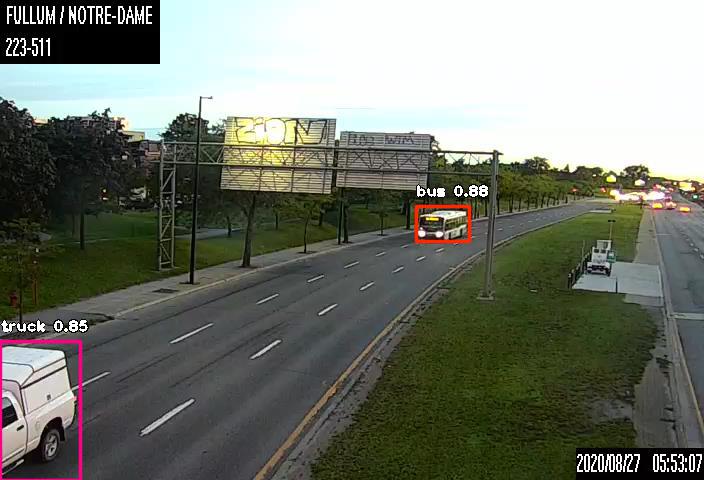 FULLUM / NOTRE-DAME
223-511
bus 0.88
truck 0.85
2020/08/27 05:53:07